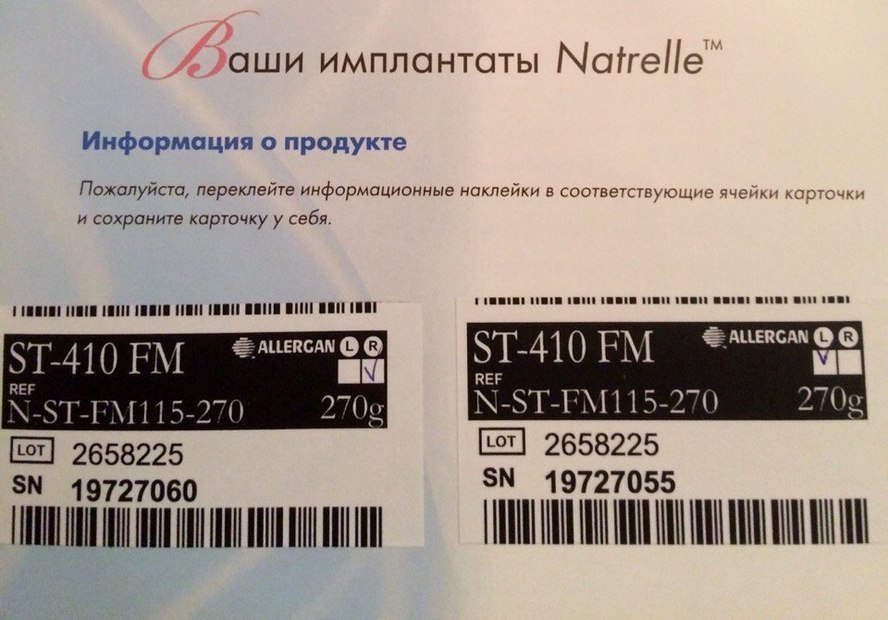 Ваши имплантаты Natrelle™
Информация о продукте
Пожалуйста, переклейте информационные наклейки в соответствующие ячейки карточки
и сохраните карточку у себя.
ST-410 FM ALLERGAN L R
REF
N-ST-FM115-270 270g
LOT 2658225
SN 19727060
ST-410 FM ALLERGAN L R
REF
N-ST-FM115-270 270g
LOT 2658225
SN 19727055